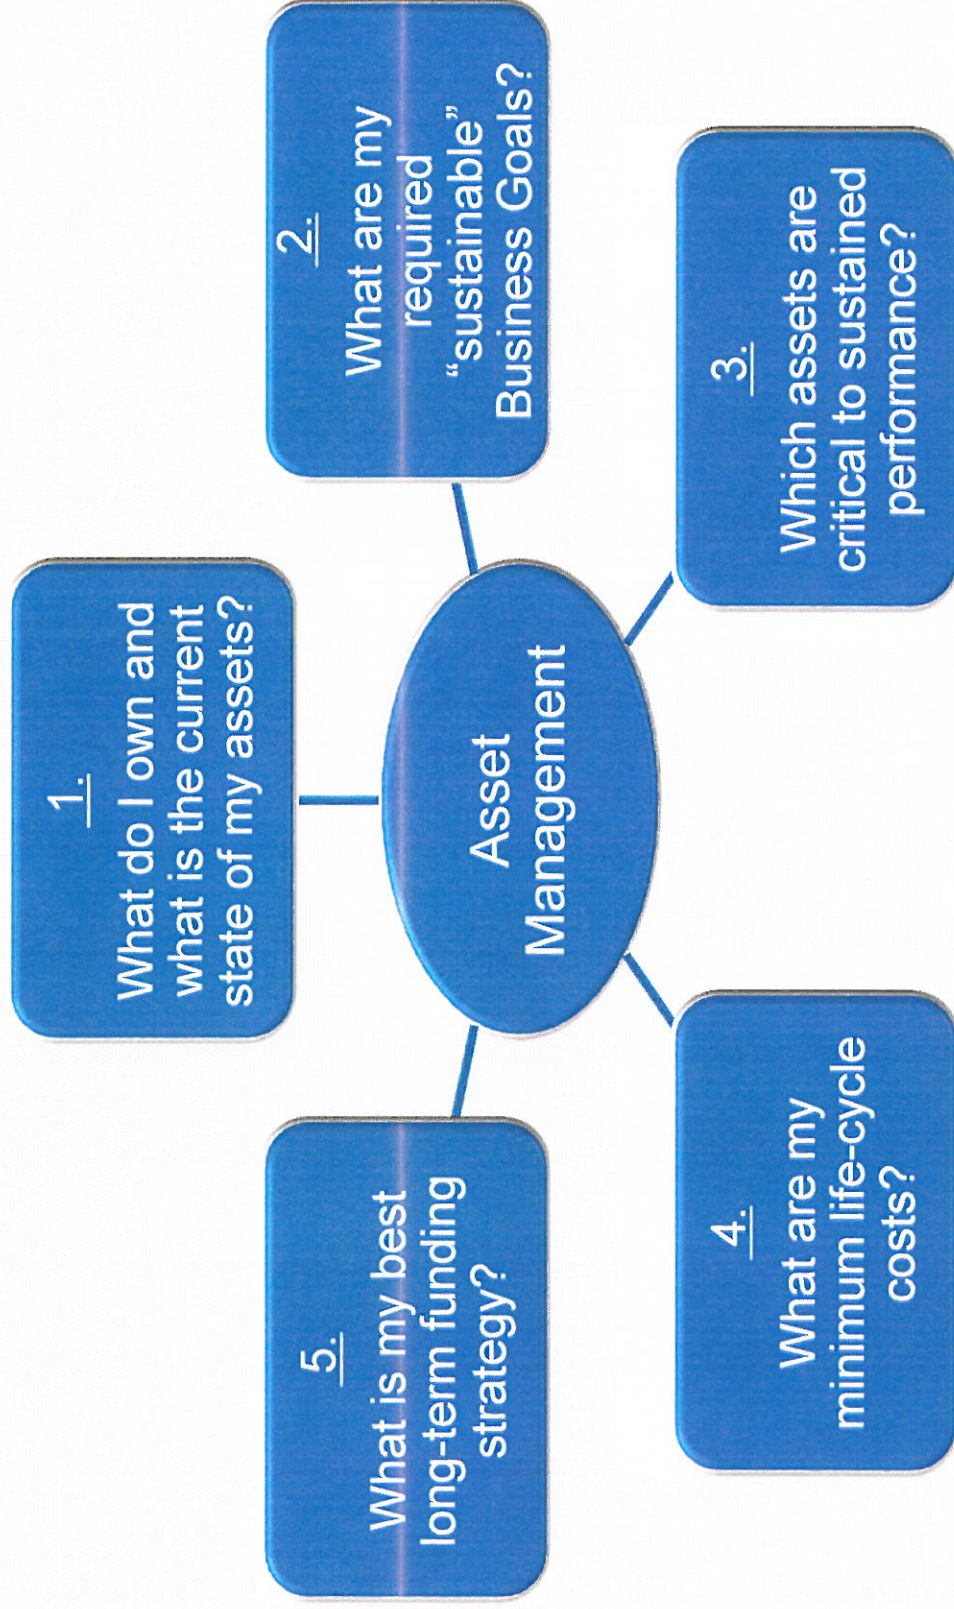 1.
What do I own and
what is the current
state of my assets?
2.
What are my
required
“sustainable”
Business Goals?
3.
Which assets are
critical to sustained
performance?
4.
What are my
minimum life-cycle
costs?
5.
What is my best
long-term funding
strategy?
Asset
Management